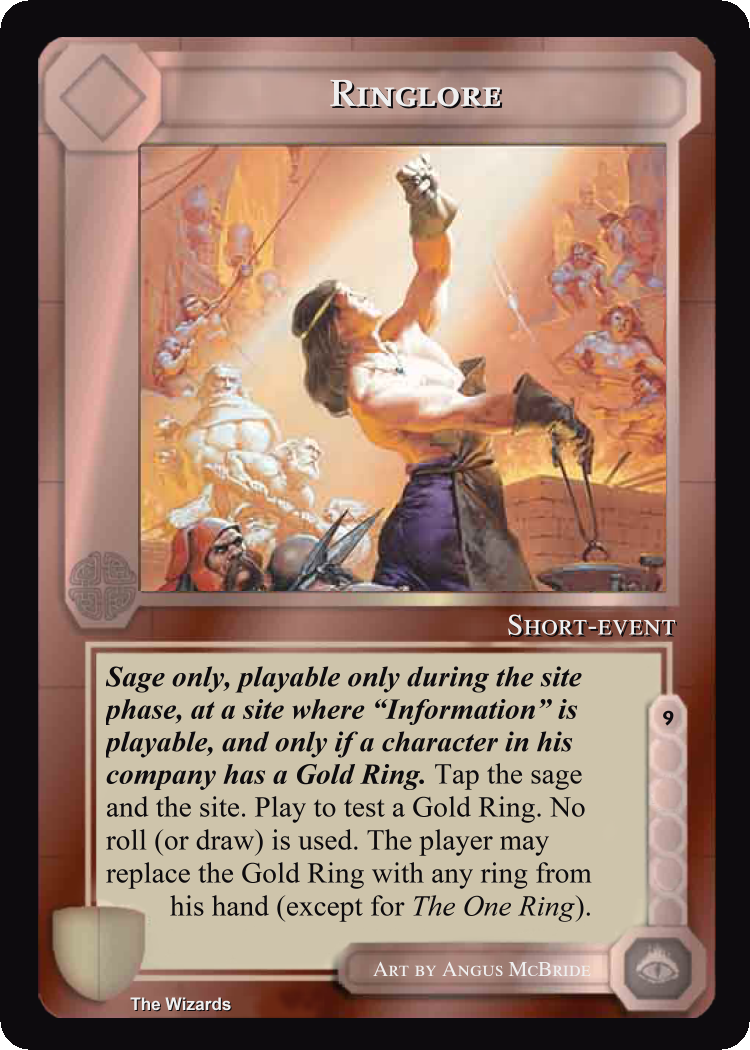 Ringlore
Short-event
Sage only, playable only during the site
phase, at a site where “Information” is
playable, and only if a character in his
company has a Gold Ring. Tap the sage
and the site. Play to test a Gold Ring. No
roll (or draw) is used. The player may
replace the Gold Ring with any ring from
his hand (except for The One Ring).
9
Art by Angus McBride
The Wizards